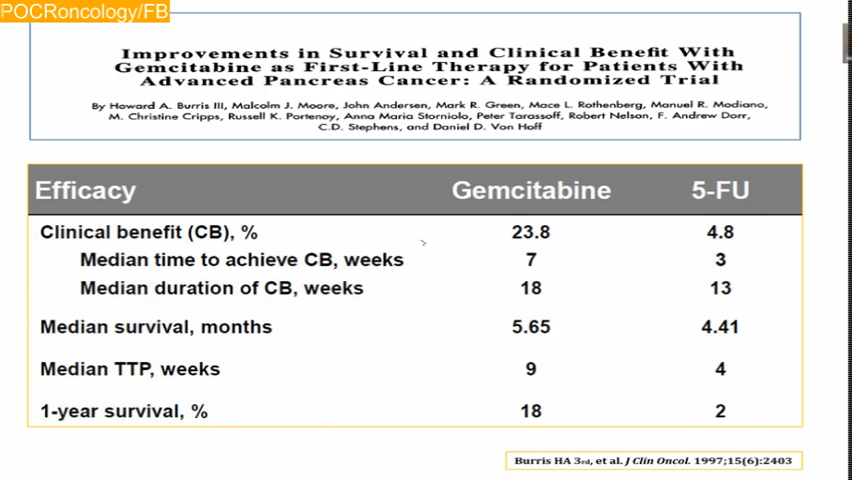 POCRoncology/FB
Improvements in Survival and Clinical Benefit With
Gemcitabine as First-Line Therapy for Patients With
Advanced Pancreas Cancer: A Randomized Trial
By Howard A. Burris III, Malcolm J. Moore, John Andersen, Mark R. Green, Mace L. Rothenberg, Manuel R. Modiano,
M. Christine Cripps, Russell K. Portenoy, Anna Maria Storniolo, Peter Tarassoff, Robert Nelson, F. Andrew Dorr,
C.D. Stephens, and Daniel D. Von Hoff
Efficacy Gemcitabine 5-FU
Clinical benefit (CB), % 23.8 4.8
Median time to achieve CB, weeks 7 3
Median duration of CB, weeks 18 13
Median survival, months 5.65 4.41
Median TTP, weeks 9 4
1-year survival, % 18 2
Burris HA 3rd, et al. J Clin Oncol. 1997;15(6):2403